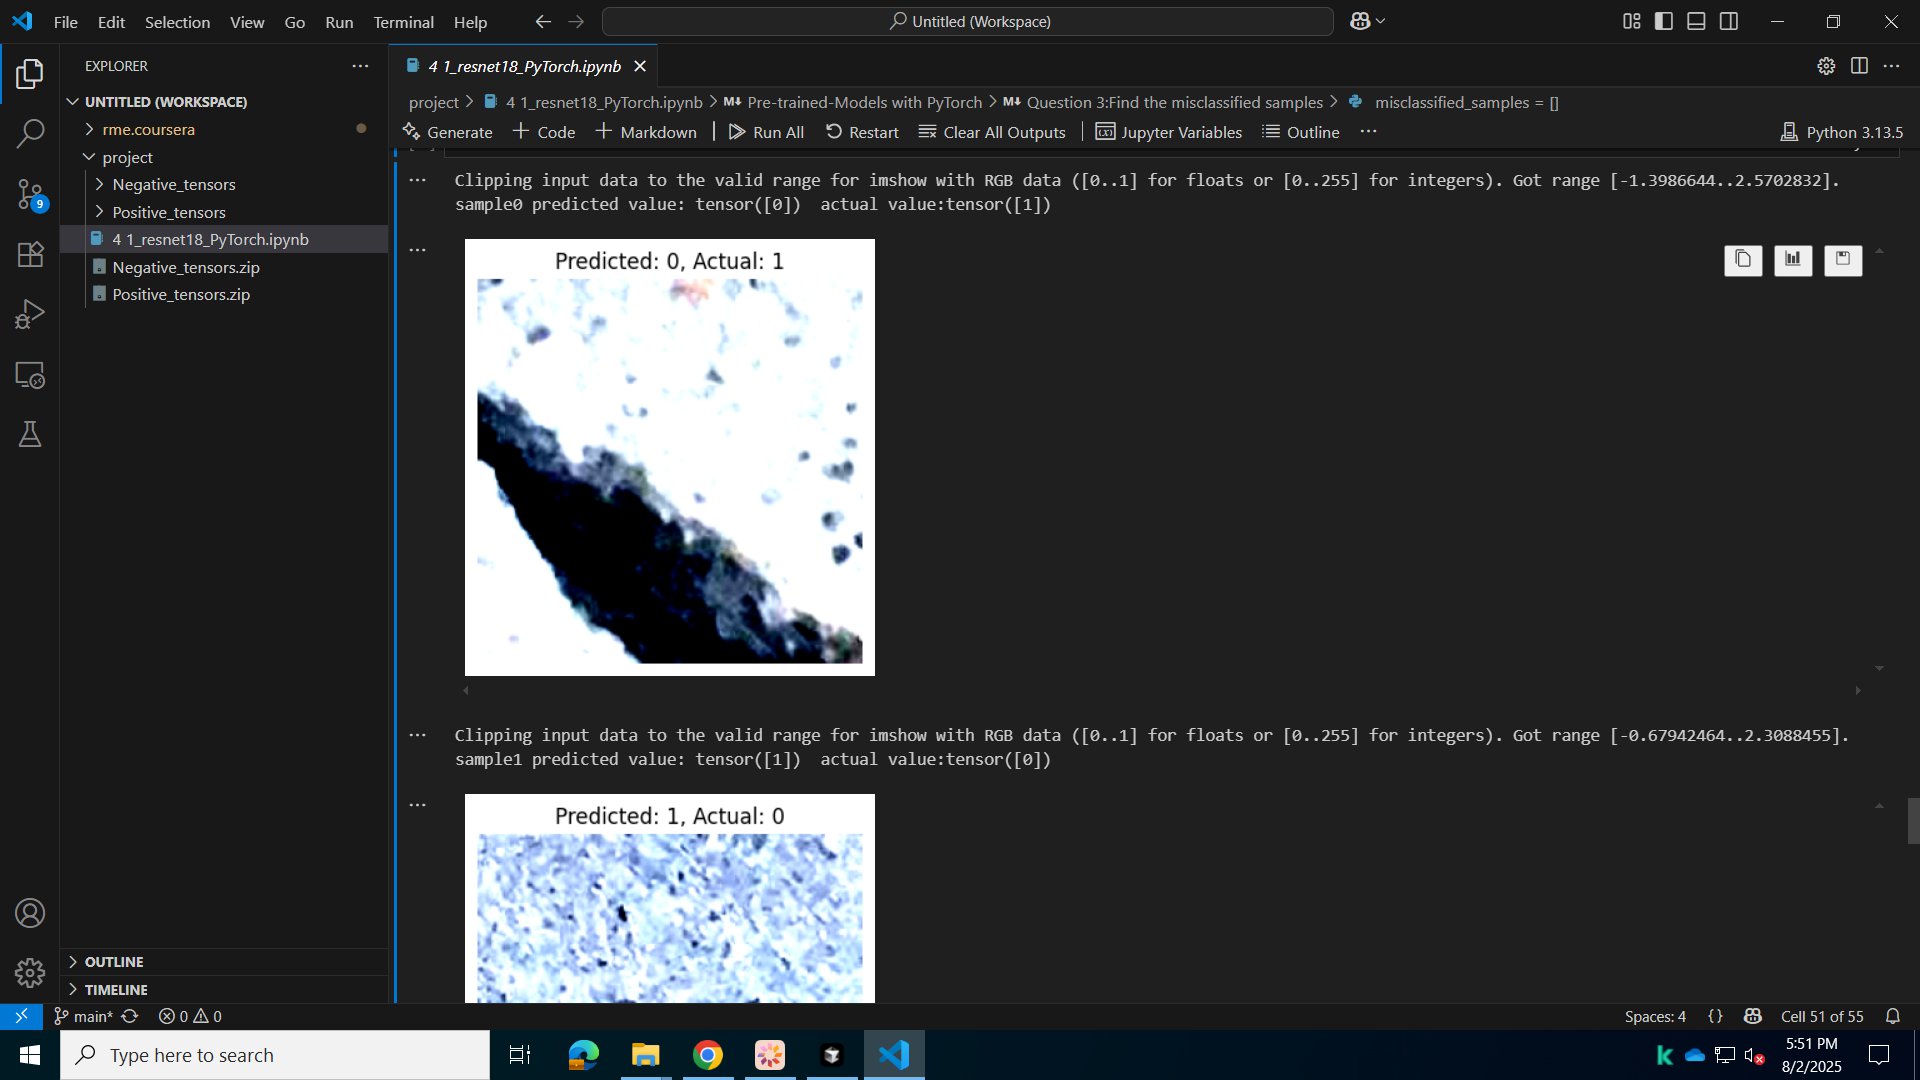 File Edit Selection View Go Run Terminal Help
Untitled (Workspace)
EXPLORER
UNTITLED (WORKSPACE)
rme.coursera
project
Negative_tensors
Positive_tensors
4 1_resnet18_PyTorch.ipynb
Negative_tensors.zip
Positive_tensors.zip
OUTLINE
TIMELINE
9
4 1_resnet18_PyTorch.ipynb
project > 4 1_resnet18_PyTorch.ipynb > M↓ Pre-trained-Models with PyTorch > M↓ Question 3:Find the misclassified samples > misclassified_samples = []
Generate + Code + Markdown | Run All Restart Clear All Outputs | Jupyter Variables Outline ...
Python 3.13.5
Clipping input data to the valid range for imshow with RGB data ([0..1] for floats or [0..255] for integers). Got range [-1.3986644..2.5702832].
sample0 predicted value: tensor([0])  actual value:tensor([1])
Predicted: 0, Actual: 1
Clipping input data to the valid range for imshow with RGB data ([0..1] for floats or [0..255] for integers). Got range [-0.67942464..2.3088455].
sample1 predicted value: tensor([1])  actual value:tensor([0])
Predicted: 1, Actual: 0
main* 0 0
Spaces: 4 {} Cell 51 of 55
Type here to search
5:51 PM
8/2/2025